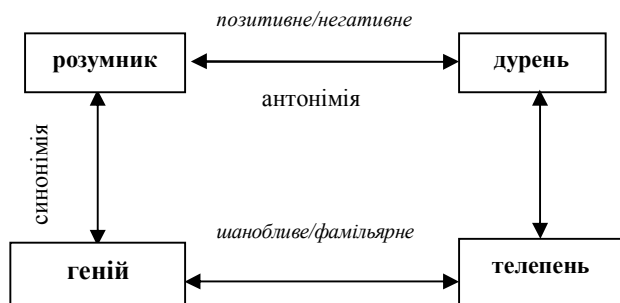 позитивне/негативне
розумник
дурень
антонімія
синонімія
шанобливе/фамільярне
геній
телепень